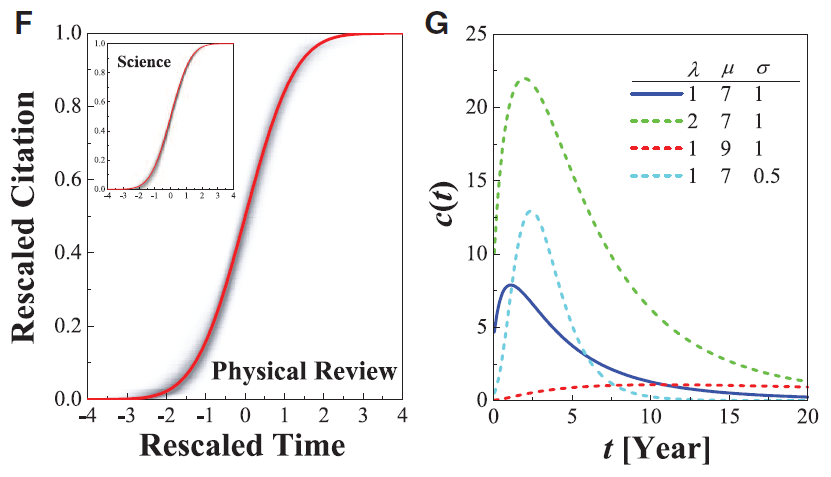 F
1.0
0.8
0.6
0.4
0.2
0.0
Rescaled Citation
1.0
0.8
0.6
0.4
0.2
0.0
Science
-4 -3 -2 -1 0 1 2 3 4
Physical Review
-4 -3 -2 -1 0 1 2 3 4
Rescaled Time
G
25
20
15
10
5
0
c(t)
λ μ σ
1 7 1
2 7 1
1 9 1
1 7 0.5
0 5 10 15 20
t [Year]